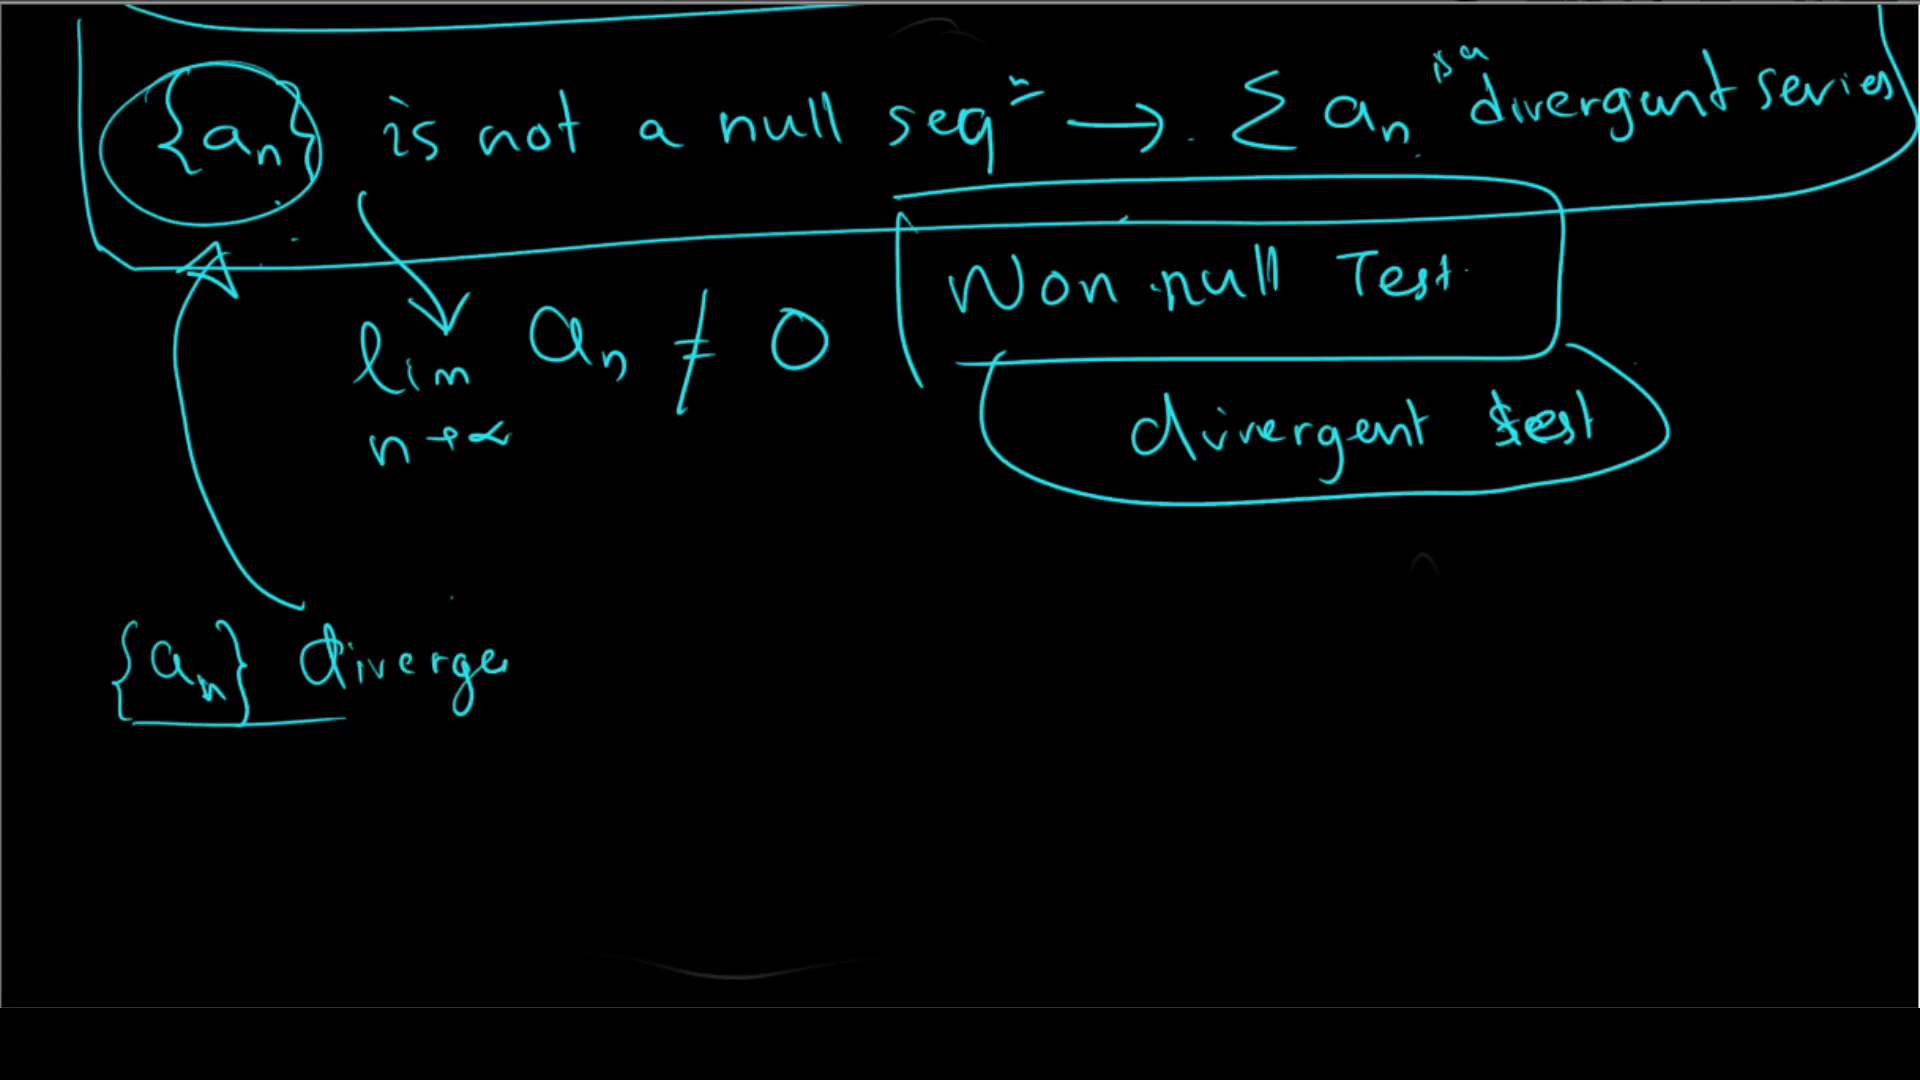 {aₙ} is not a null seqⁿ → Σ aₙ is a divergent series
Non null Test
lim aₙ ≠ 0
n→∝
divergent test
{aₙ} diverge